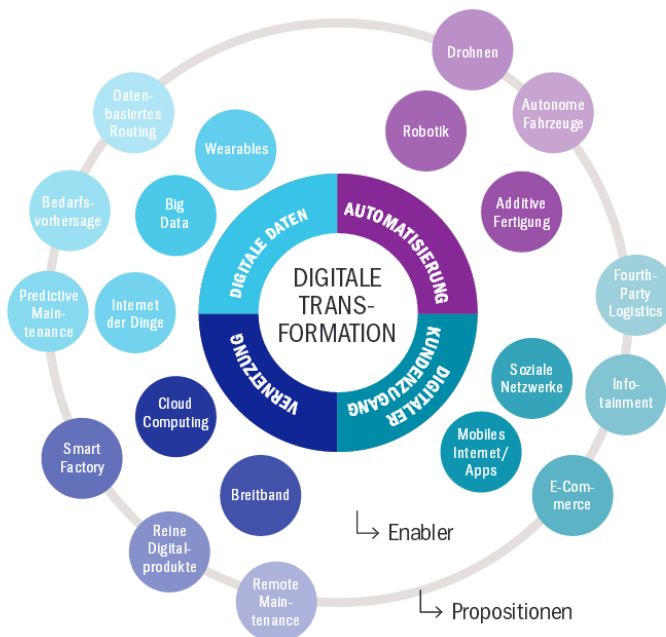 Drohnen
Daten-
basiertes
Routing
Autonome
Fahrzeuge
Robotik
Wearables
Bedarfs-
vorhersage
Big
Data
Additive
Fertigung
DIGITALE DATEN
AUTOMATISIERUNG
DIGITALE
TRANS-
FORMATION
VERNETZUNG
DIGITALER
KUNDENZUGANG
Predictive
Main-
tenance
Internet
der Dinge
Fourth-
Party
Logistics
Soziale
Netzwerke
Info-
tainment
Cloud
Computing
Mobiles
Internet/
Apps
Smart
Factory
Breitband
E-Com-
merce
Reine
Digital-
produkte
Enabler
Remote
Main-
tenance
Propositionen